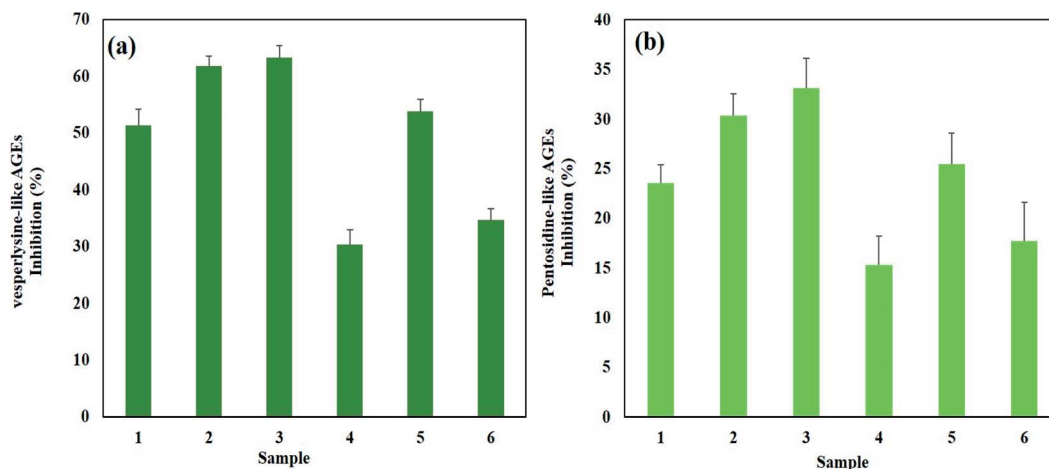 (a)
vesperlysine-like AGEs
Inhibition (%)
70
60
50
40
30
20
10
0
1 2 3 4 5 6
Sample
(b)
Pentosidine-like AGEs
Inhibition (%)
40
35
30
25
20
15
10
5
0
1 2 3 4 5 6
Sample